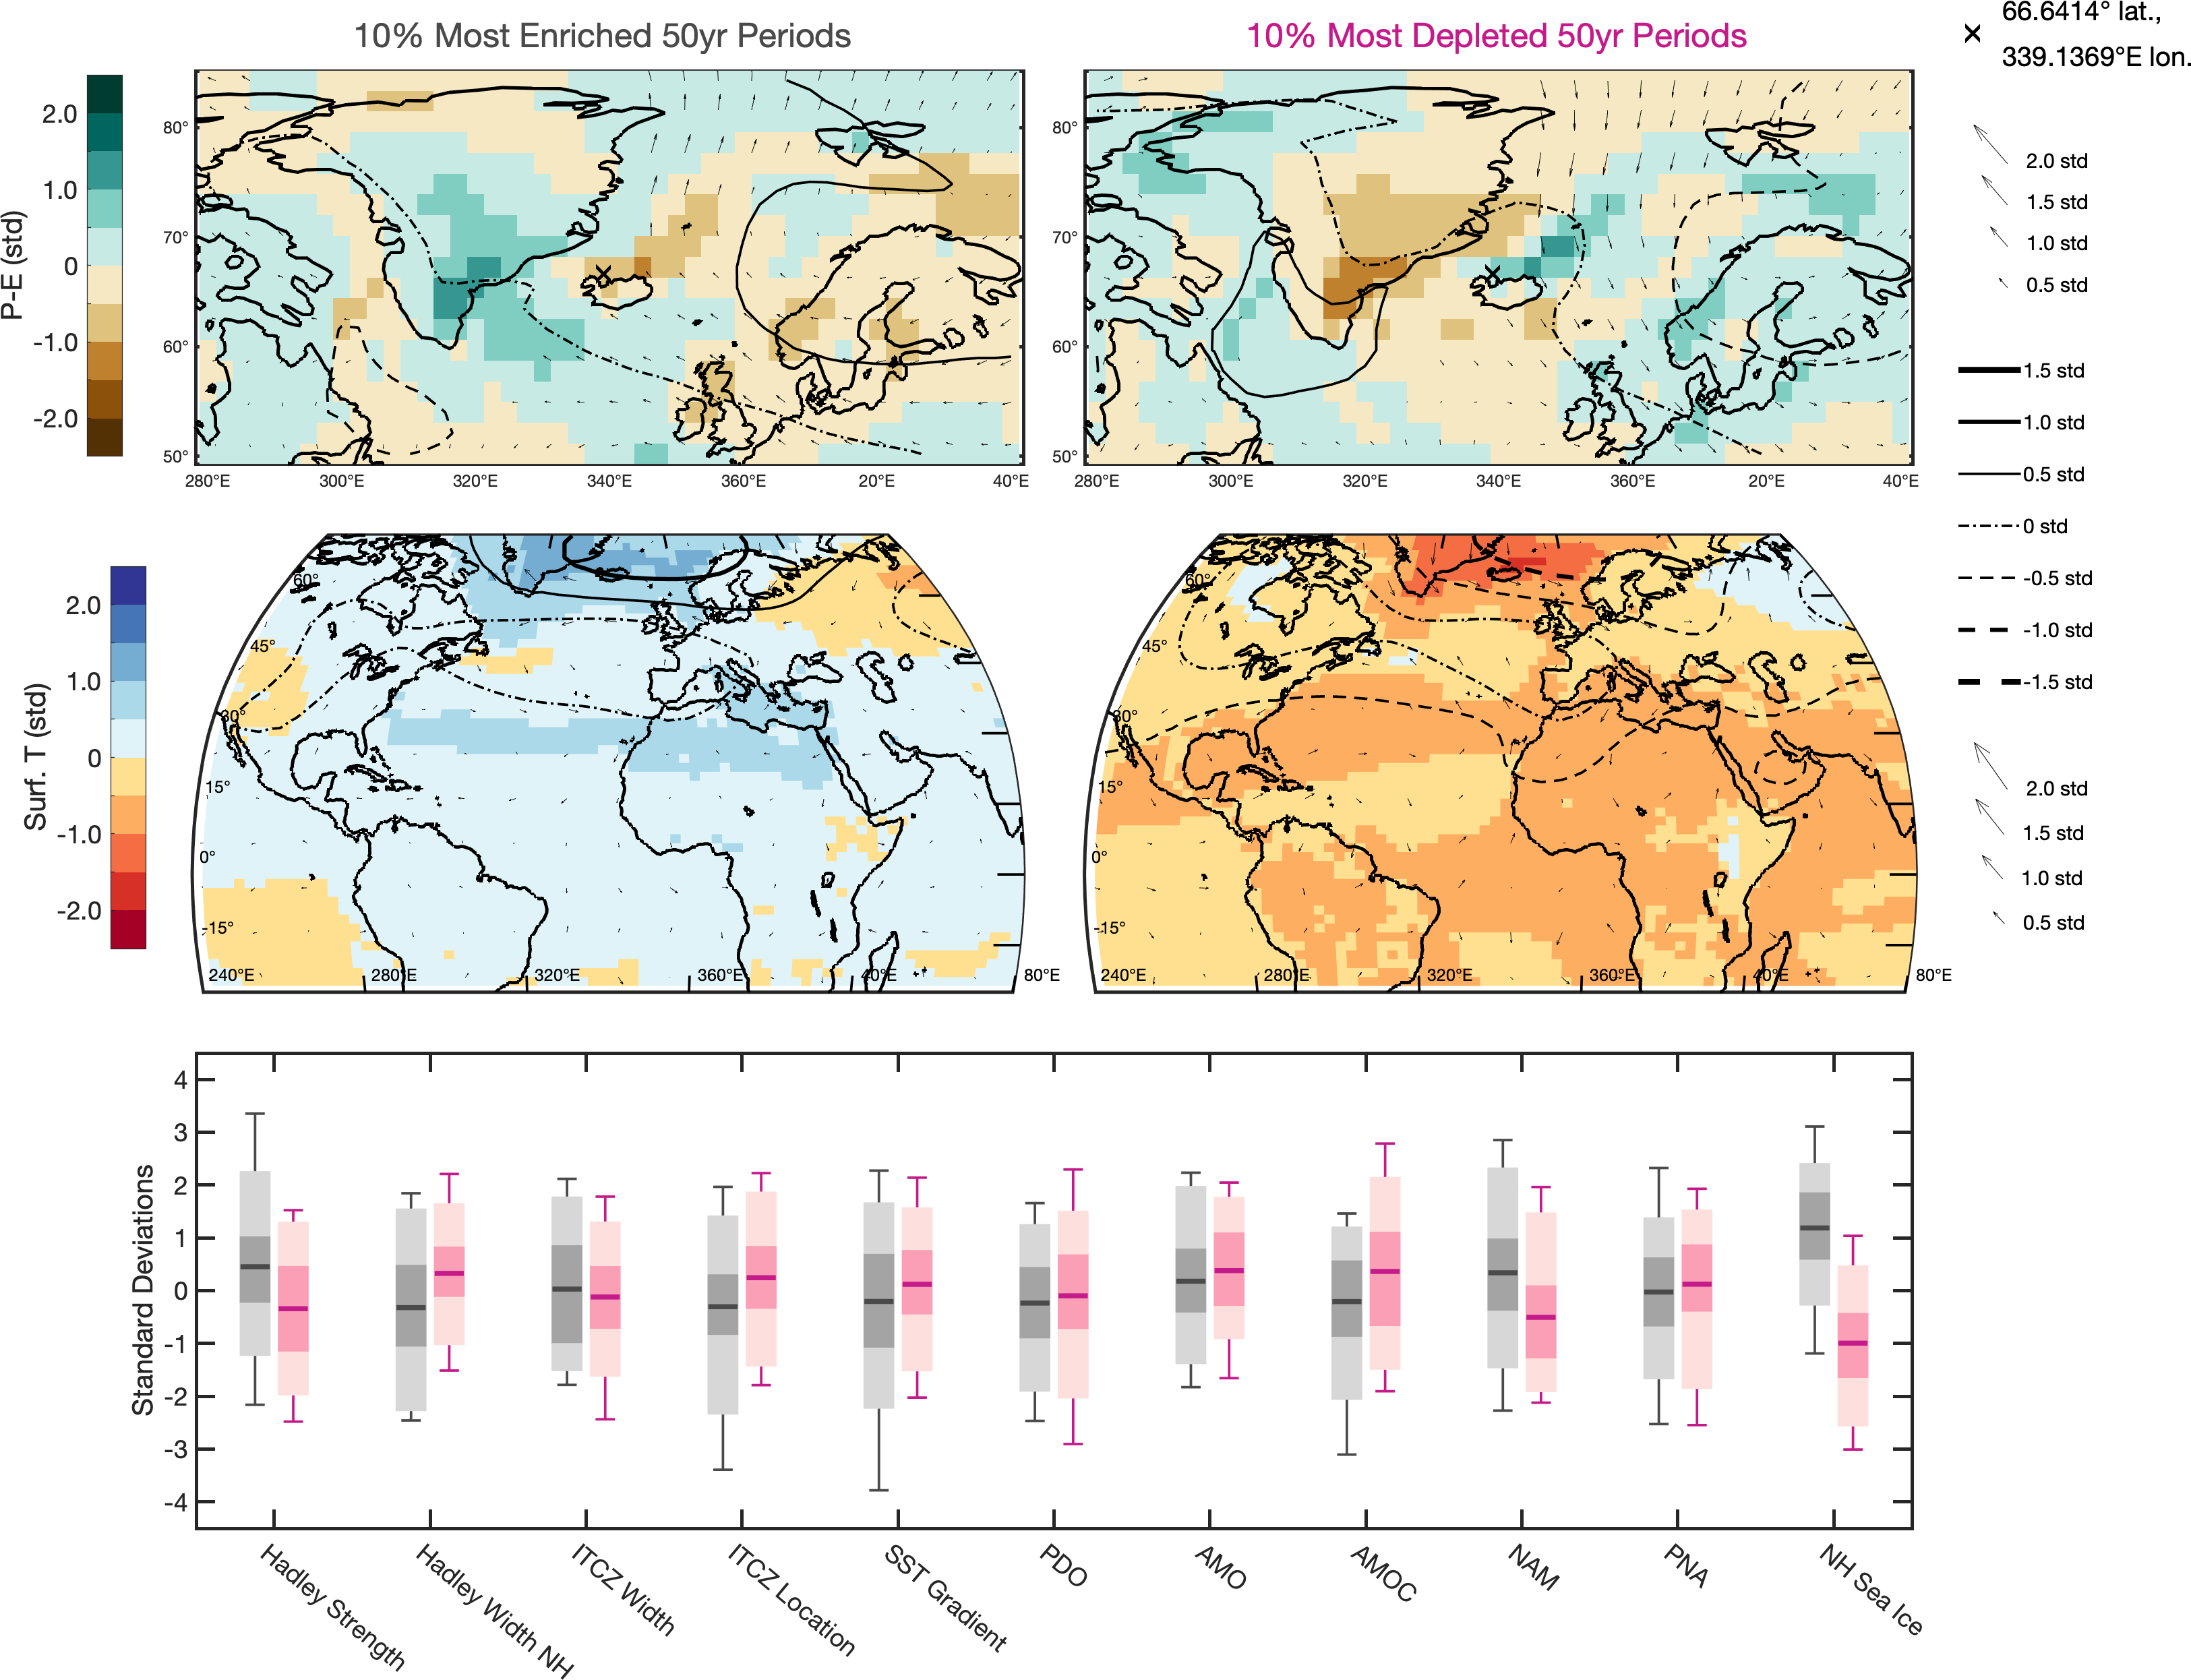 10% Most Enriched 50yr Periods
10% Most Depleted 50yr Periods
66.6414° lat.,
339.1369°E lon.
P-E (std)
2.0
1.0
0
-1.0
-2.0
80°
70°
60°
50°
280°E
300°E
320°E
340°E
360°E
20°E
40°E
80°
70°
60°
50°
280°E
300°E
320°E
340°E
360°E
20°E
40°E
2.0 std
1.5 std
1.0 std
0.5 std
1.5 std
1.0 std
0.5 std
0 std
-0.5 std
-1.0 std
-1.5 std
Surf. T (std)
2.0
1.0
0
-1.0
-2.0
60°
45°
30°
15°
0°
-15°
240°E
280°E
320°E
360°E
40°E
80°E
60°
45°
30°
15°
0°
-15°
240°E
280°E
320°E
360°E
40°E
80°E
2.0 std
1.5 std
1.0 std
0.5 std
Standard Deviations
4
3
2
1
0
-1
-2
-3
-4
Hadley Strength
Hadley Width NH
ITCZ Width
ITCZ Location
SST Gradient
PDO
AMO
AMOC
NAM
PNA
NH Sea Ice